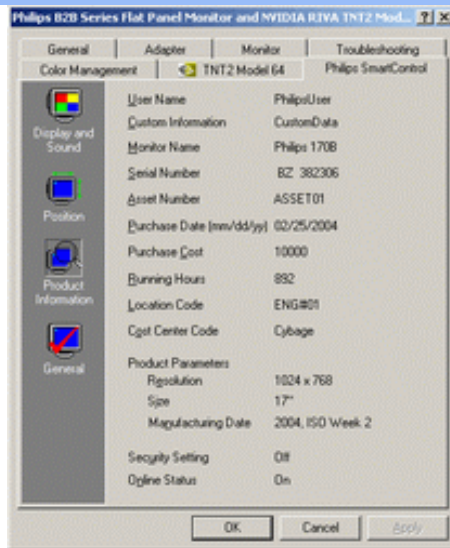 Philips B2B Series Flat Panel Monitor and NVIDIA RIVA TNT2 Mod...
General Adapter Monitor Troubleshooting
Color Management TNT2 Model 64 Philips SmartControl
Display and Sound
Position
Product Information
General
User Name PhilipsUser
Custom Information CustomData
Monitor Name Philips 170B
Serial Number BZ 382306
Asset Number ASSET01
Purchase Date (mm/dd/yy) 02/25/2004
Purchase Cost 10000
Running Hours 892
Location Code ENG#01
Cost Center Code Cybage
Product Parameters
Resolution 1024 x 768
Size 17"
Manufacturing Date 2004, ISO Week 2
Security Setting Off
Online Status On
OK Cancel Apply